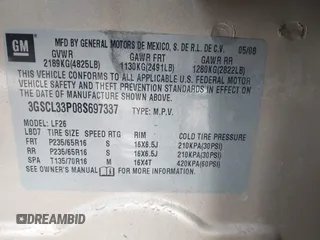 GM
MFD BY GENERAL MOTORS DE MEXICO, S. DE R.L. DE C.V. 05/08
GVWR GAWR FRT GAWR RR
2189KG(4825LB) 1130KG(2491LB) 1280KG(2822LB)
THIS VEHICLE CONFORMS TO ALL APPLICABLE U.S. FEDERAL MOTOR
VEHICLE SAFETY, BUMPER, AND THEFT PREVENTION STANDARDS
IN EFFECT ON THE DATE OF MANUFACTURE SHOWN ABOVE.
3GSCL33P08S697337 TYPE: M.P.V.
MODEL: LF26
LBD7 TIRE SIZE SPEED RTG RIM COLD TIRE PRESSURE
FRT P235/65R16 S 16X6.5J 210KPA(30PSI)
RR P235/65R16 S 16X6.5J 210KPA(30PSI)
SPA T135/70R16 M 16X4T 420KPA(60PSI)
SEE OWNER'S MANUAL FOR MORE INFORMATION.
AUTOBIDMASTER